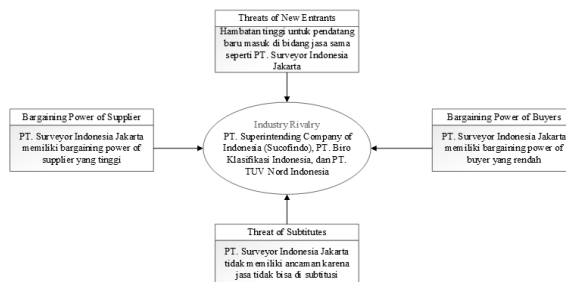 Threats of New Entrants
Hambatan tinggi untuk pendatang
baru masuk di bidang jasa sama
seperti PT. Surveyor Indonesia
Jakarta
Bargaining Power of Supplier
PT. Surveyor Indonesia Jakarta
memiliki bargaining power of
supplier yang tinggi
Industry Rivalry
PT. Superintending Company of
Indonesia (Sucofindo), PT. Biro
Klasifikasi Indonesia, dan PT.
TUV Nord Indonesia
Bargaining Power of Buyers
PT. Surveyor Indonesia Jakarta
memiliki bargaining power of
buyer yang rendah
Threat of Subtitutes
PT. Surveyor Indonesia Jakarta
tidak memiliki ancaman karena
jasa tidak bisa di subtitusi